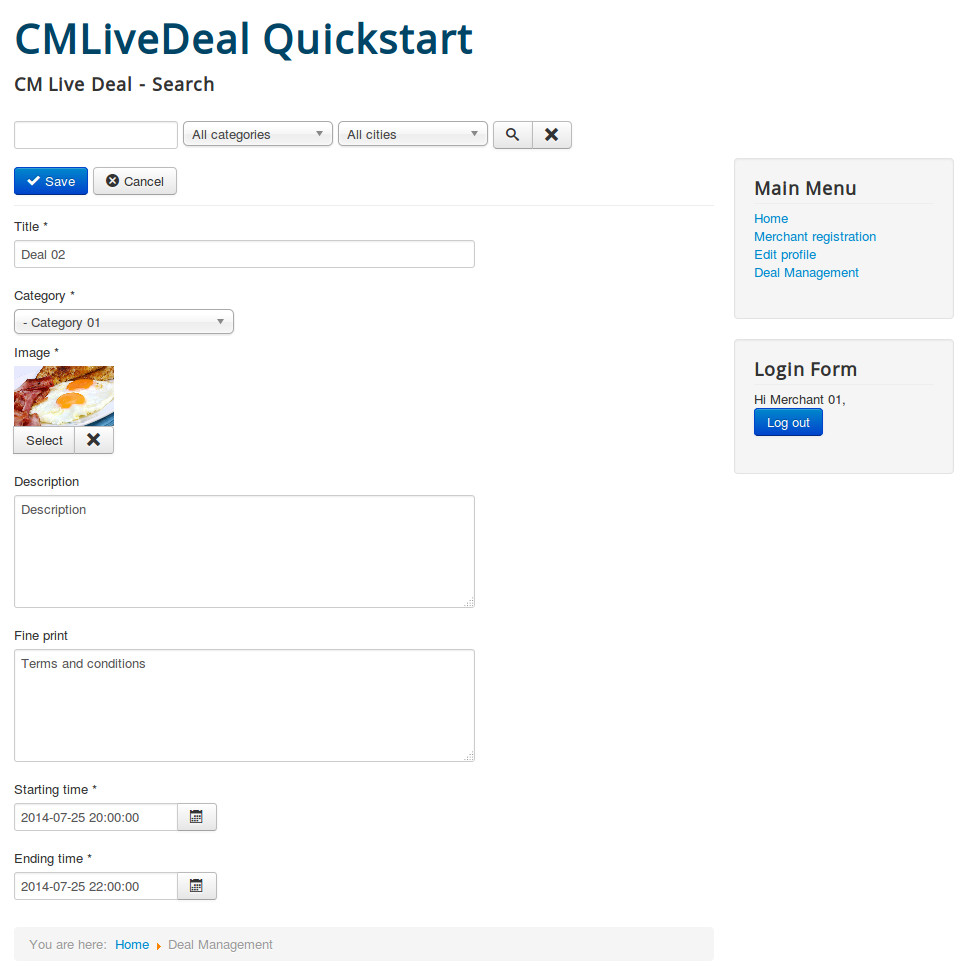 CMLiveDeal Quickstart
CM Live Deal - Search
All categories
All cities
Save
Cancel
Title *
Deal 02
Category *
- Category 01
Image *
Select
Description
Description
Fine print
Terms and conditions
Starting time *
2014-07-25 20:00:00
Ending time *
2014-07-25 22:00:00
You are here: Home Deal Management
Main Menu
Home
Merchant registration
Edit profile
Deal Management
Login Form
Hi Merchant 01,
Log out